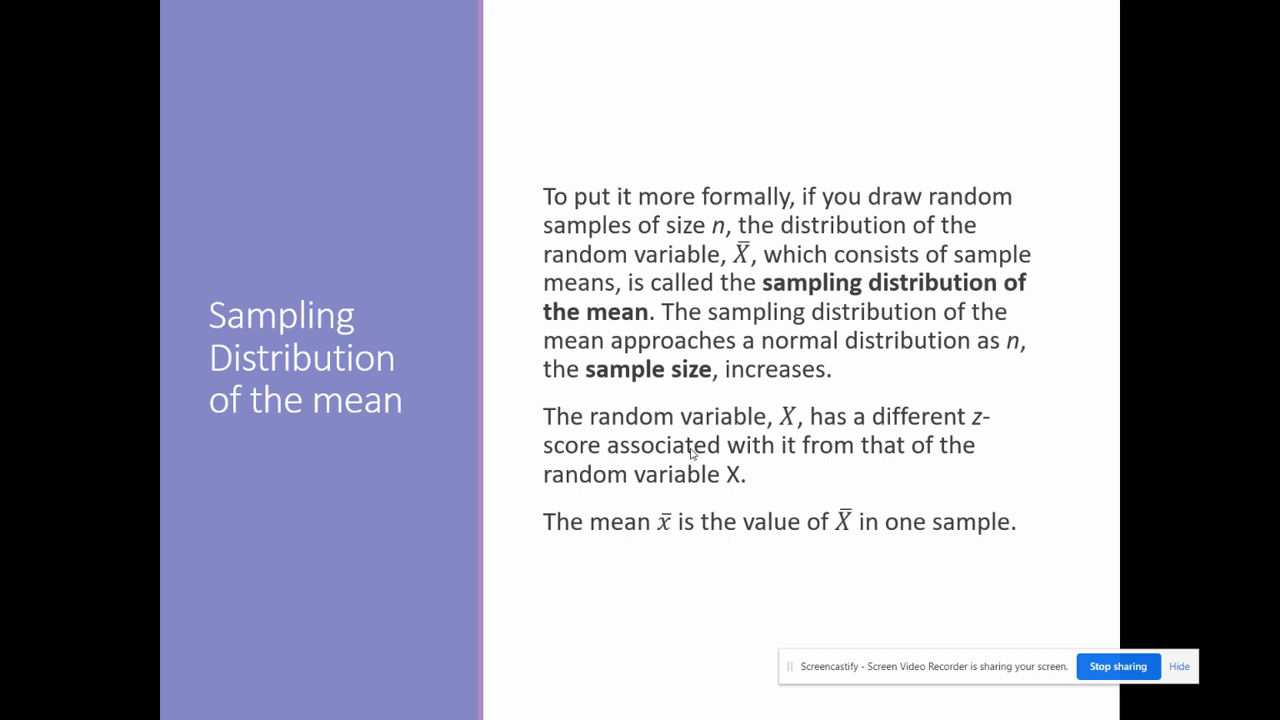 Sampling
Distribution
of the mean
To put it more formally, if you draw random
samples of size n, the distribution of the
random variable, X̄, which consists of sample
means, is called the sampling distribution of
the mean. The sampling distribution of the
mean approaches a normal distribution as n,
the sample size, increases.
The random variable, X, has a different z-
score associated with it from that of the
random variable X.
The mean x̄ is the value of X̄ in one sample.
Screencastify - Screen Video Recorder is sharing your screen.
Stop sharing
Hide